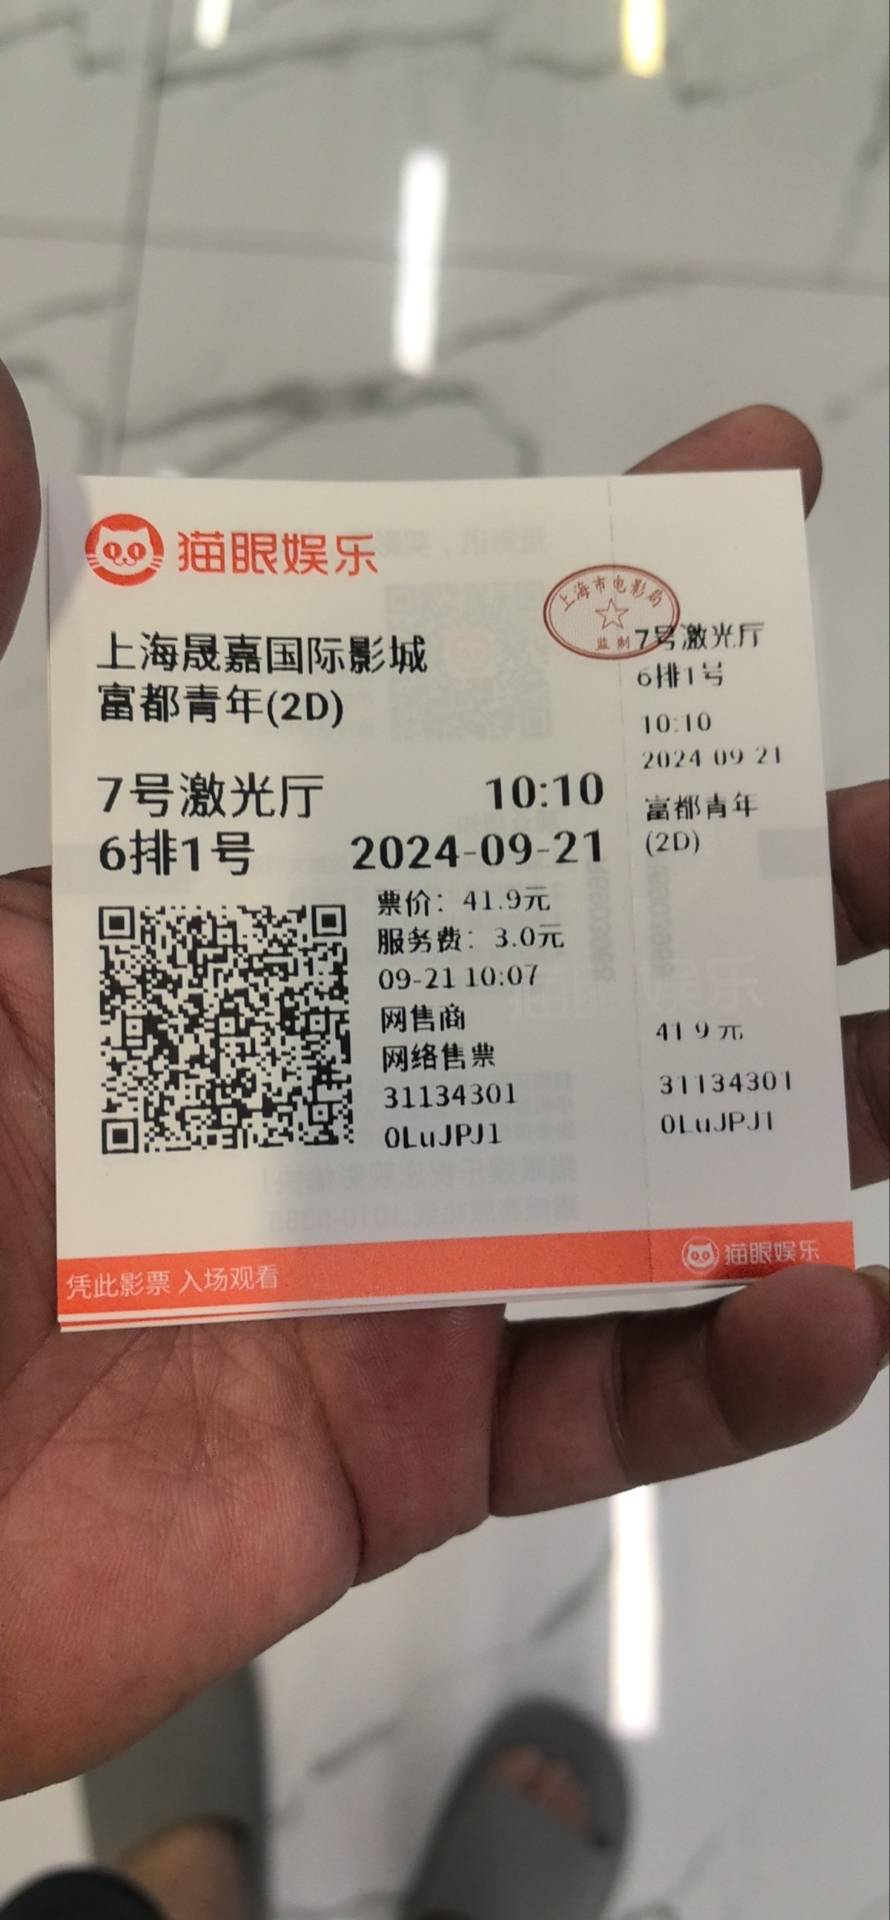 猫眼娱乐
上海晟嘉国际影城
富都青年(2D)
7号激光厅 10:10
6排1号 2024-09-21
票价：41.9元
服务费：3.0元
09-21 10:07
网售商
网络售票
31134301
0LuJPJ1
上海市电影局
监制
7号激光厅
6排1号
10:10
2024 09 21
富都青年
(2D)
41 9 元
31134301
0LuJPJ1
凭此影票 入场观看
猫眼娱乐